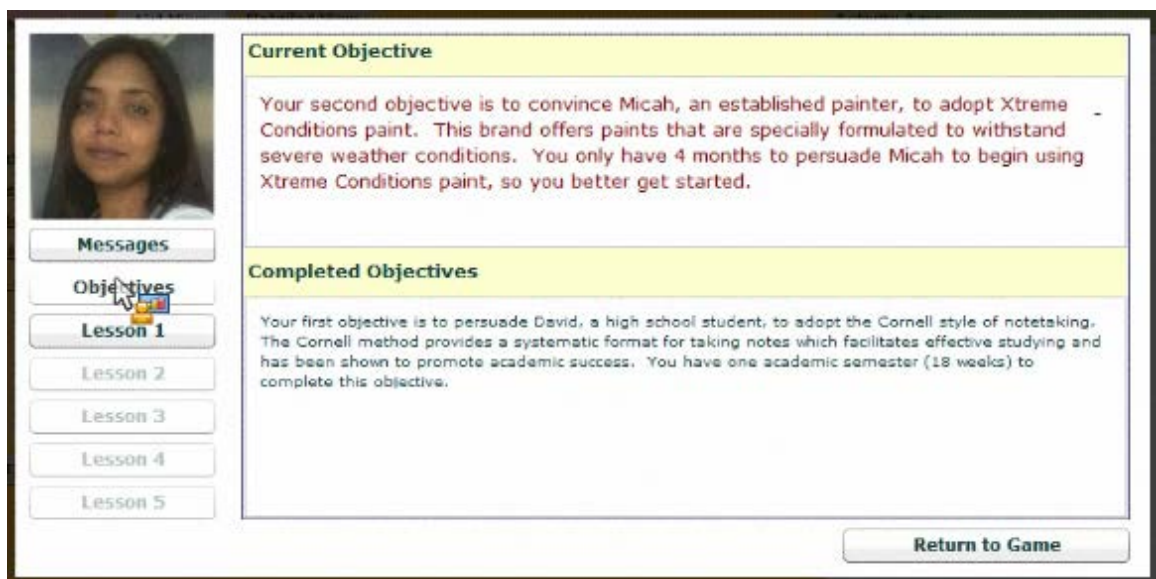 Current Objective
Your second objective is to convince Micah, an established painter, to adopt Xtreme
Conditions paint. This brand offers paints that are specially formulated to withstand
severe weather conditions. You only have 4 months to persuade Micah to begin using
Xtreme Conditions paint, so you better get started.
Messages
Objectives
Lesson 1
Lesson 2
Lesson 3
Lesson 4
Lesson 5
Completed Objectives
Your first objective is to persuade David, a high school student, to adopt the Cornell style of notetaking.
The Cornell method provides a systematic format for taking notes which facilitates effective studying and
has been shown to promote academic success. You have one academic semester (18 weeks) to
complete this objective.
Return to Game